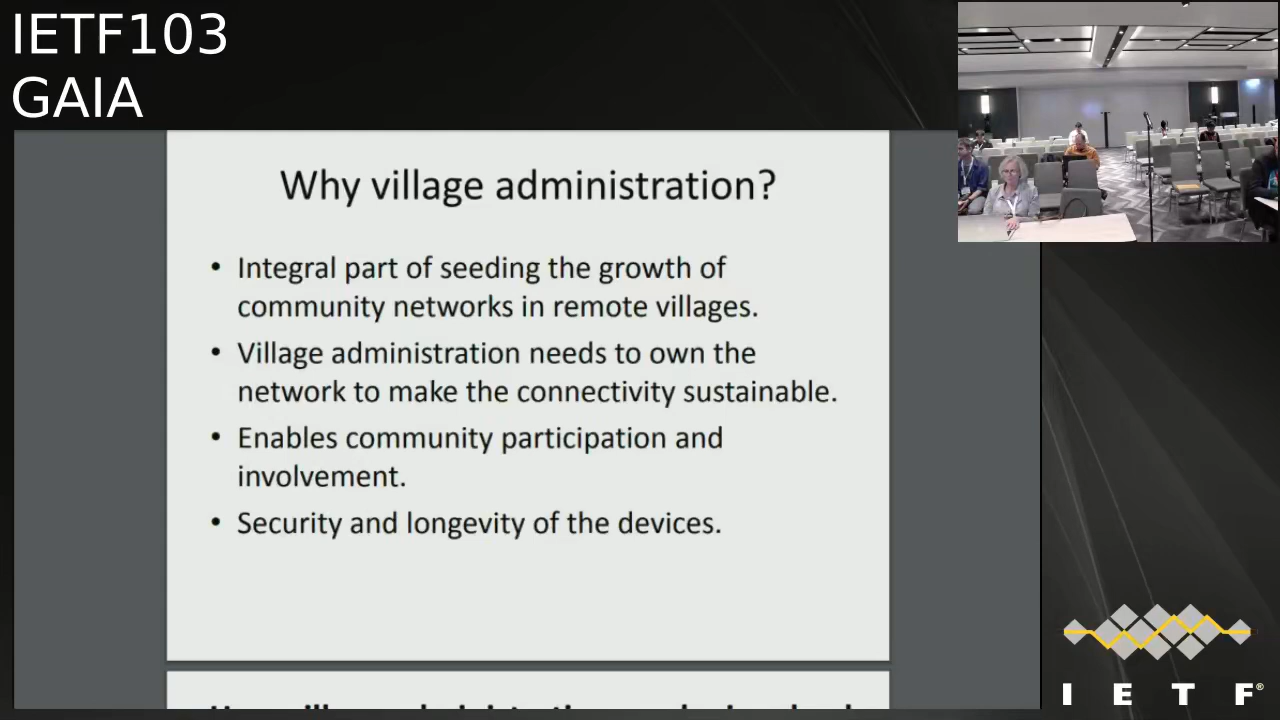 IETF103
GAIA
Why village administration?
• Integral part of seeding the growth of
community networks in remote villages.
• Village administration needs to own the
network to make the connectivity sustainable.
• Enables community participation and
involvement.
• Security and longevity of the devices.
I E T F®